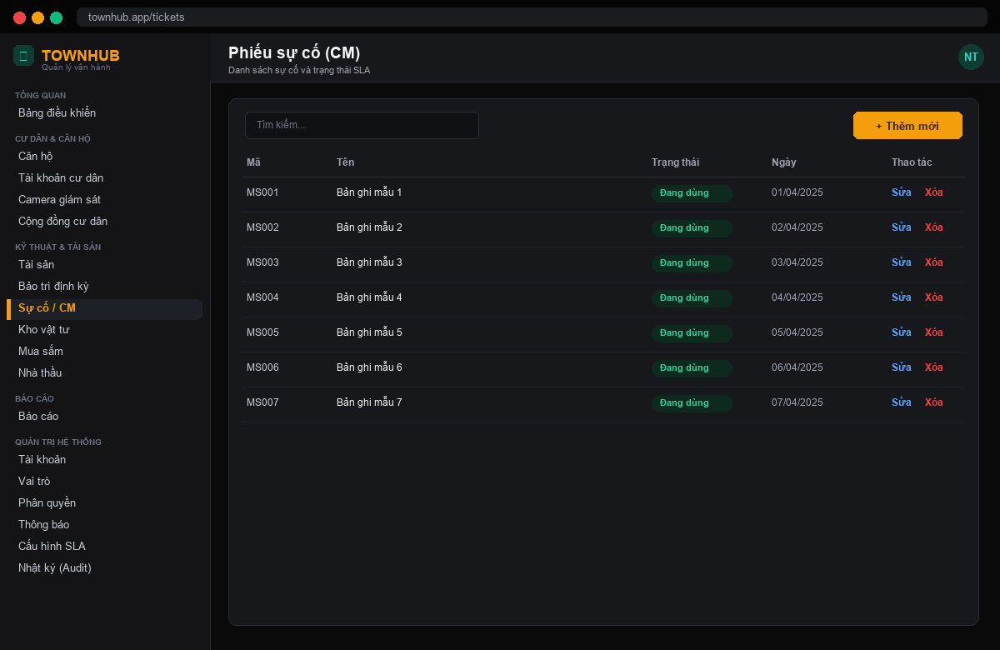 townhub.app/tickets
TOWNHUB
Quản lý vận hành
TỔNG QUAN
Bảng điều khiển
CƯ DÂN & CĂN HỘ
Căn hộ
Tài khoản cư dân
Camera giám sát
Cộng đồng cư dân
KỸ THUẬT & TÀI SẢN
Tài sản
Bảo trì định kỳ
Sự cố / CM
Kho vật tư
Mua sắm
Nhà thầu
BÁO CÁO
Báo cáo
QUẢN TRỊ HỆ THỐNG
Tài khoản
Vai trò
Phân quyền
Thông báo
Cấu hình SLA
Nhật ký (Audit)
Phiếu sự cố (CM)
Danh sách sự cố và trạng thái SLA
NT
Tìm kiếm...
+ Thêm mới
Mã Tên Trạng thái Ngày Thao tác
MS001 Bản ghi mẫu 1 Đang dùng 01/04/2025 Sửa Xóa
MS002 Bản ghi mẫu 2 Đang dùng 02/04/2025 Sửa Xóa
MS003 Bản ghi mẫu 3 Đang dùng 03/04/2025 Sửa Xóa
MS004 Bản ghi mẫu 4 Đang dùng 04/04/2025 Sửa Xóa
MS005 Bản ghi mẫu 5 Đang dùng 05/04/2025 Sửa Xóa
MS006 Bản ghi mẫu 6 Đang dùng 06/04/2025 Sửa Xóa
MS007 Bản ghi mẫu 7 Đang dùng 07/04/2025 Sửa Xóa